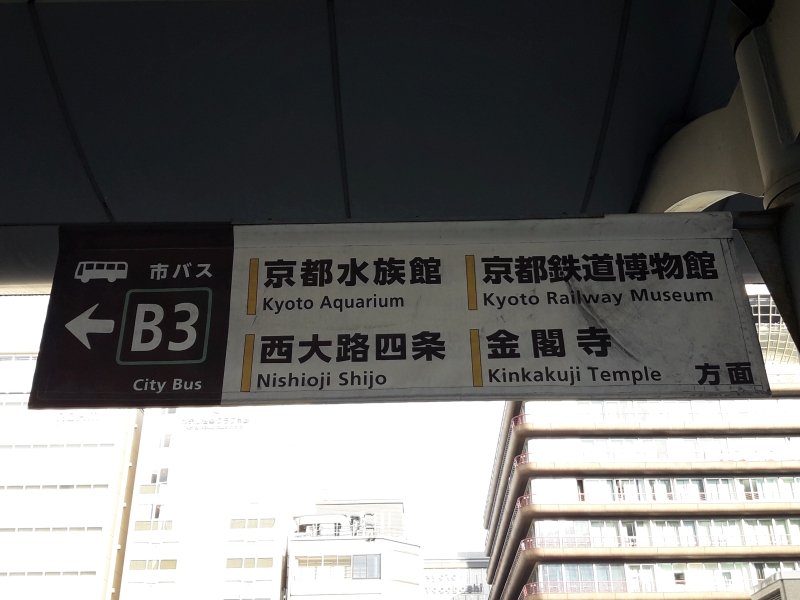 市バス
B3
City Bus
京都水族館
Kyoto Aquarium
京都鉄道博物館
Kyoto Railway Museum
西大路四条
Nishioji Shijo
金閣寺
Kinkakuji Temple
方面